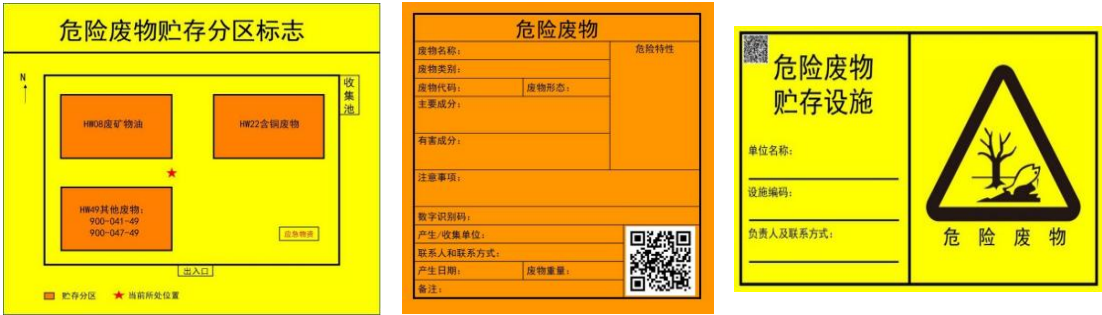 危险废物贮存分区标志
N
收集池
HW08废矿物油
HW22含铜废物
HW49其他废物:
900-041-49
900-047-49
应急物资
出入口
贮存分区
当前所处位置
危险废物
废物名称:
危险特性
废物类别:
废物代码:
废物形态:
主要成分:
有害成分:
注意事项:
数字识别码:
产生/收集单位:
联系人和联系方式:
产生日期:
废物重量:
备注:
危险废物
贮存设施
单位名称:
设施编码:
负责人及联系方式:
危险废物